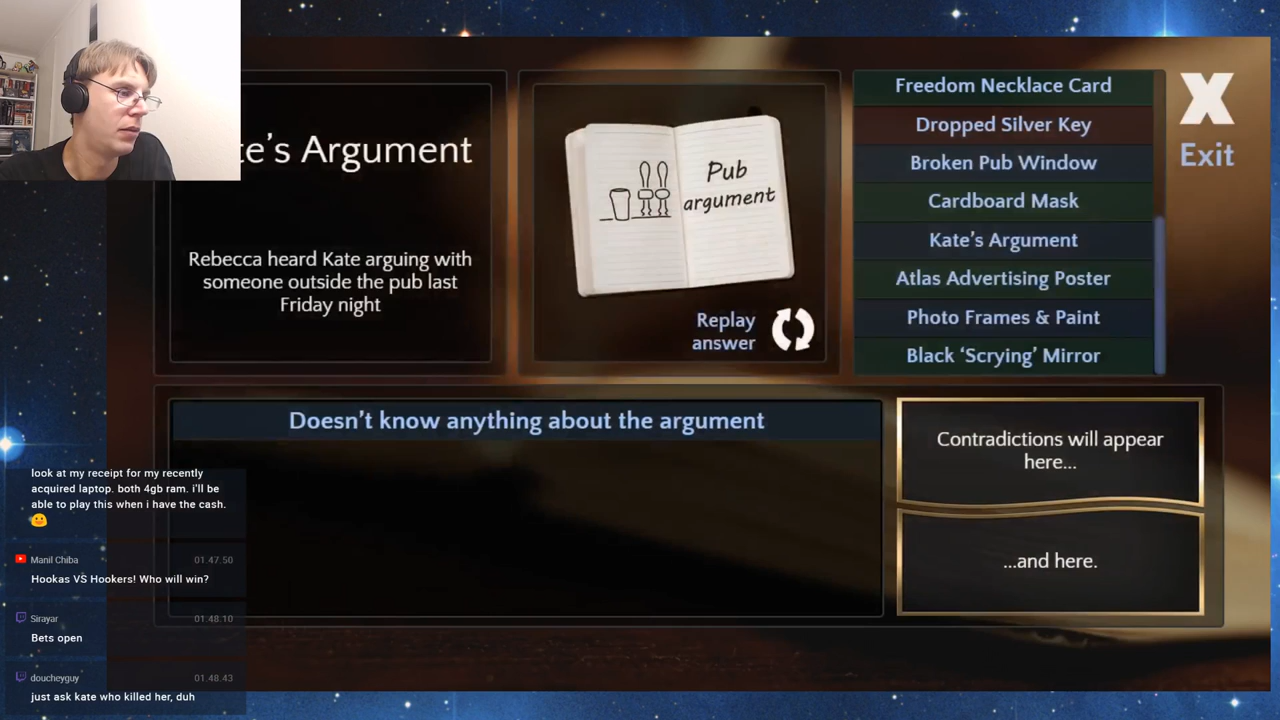 te's Argument
Rebecca heard Kate arguing with
someone outside the pub last
Friday night
Pub
argument
Replay
answer
Freedom Necklace Card
Dropped Silver Key
Broken Pub Window
Cardboard Mask
Kate's Argument
Atlas Advertising Poster
Photo Frames & Paint
Black 'Scrying' Mirror
X
Exit
Doesn't know anything about the argument
Contradictions will appear
here...
...and here.
look at my receipt for my recently
acquired laptop. both 4gb ram. i'll be
able to play this when i have the cash.
Manil Chiba 01.47.50
Hookas VS Hookers! Who will win?
Sirayar 01.48.10
Bets open
doucheyguy 01.48.43
just ask kate who killed her, duh